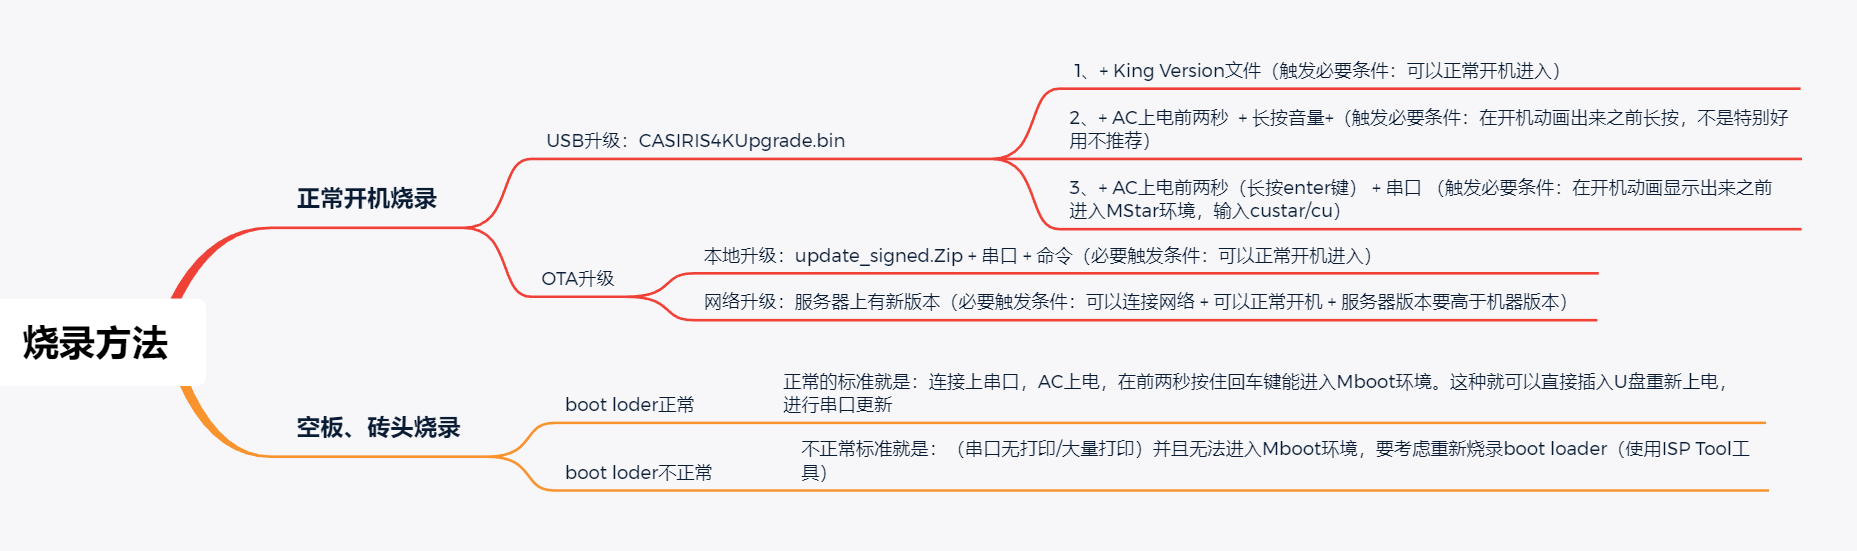 烧录方法
正常开机烧录
USB升级：CASIRIS4KUpgrade.bin
1、+ King Version文件（触发必要条件：可以正常开机进入）
2、+ AC上电前两秒 + 长按音量+（触发必要条件：在开机动画出来之前长按，不是特别好
用不推荐）
3、+ AC上电前两秒（长按enter键） + 串口 （触发必要条件：在开机动画显示出来之前
进入MStar环境，输入custar/cu）
OTA升级
本地升级：update_signed.Zip + 串口 + 命令（必要触发条件：可以正常开机进入）
网络升级：服务器上有新版本（必要触发条件：可以连接网络 + 可以正常开机 + 服务器版本要高于机器版本）
空板、砖头烧录
boot loder正常
正常的标准就是：连接上串口，AC上电，在前两秒按住回车键能进入Mboot环境。这种就可以直接插入U盘重新上电，
进行串口更新
boot loder不正常
不正常标准就是：（串口无打印/大量打印）并且无法进入Mboot环境，要考虑重新烧录boot loader（使用ISP Tool工
具）